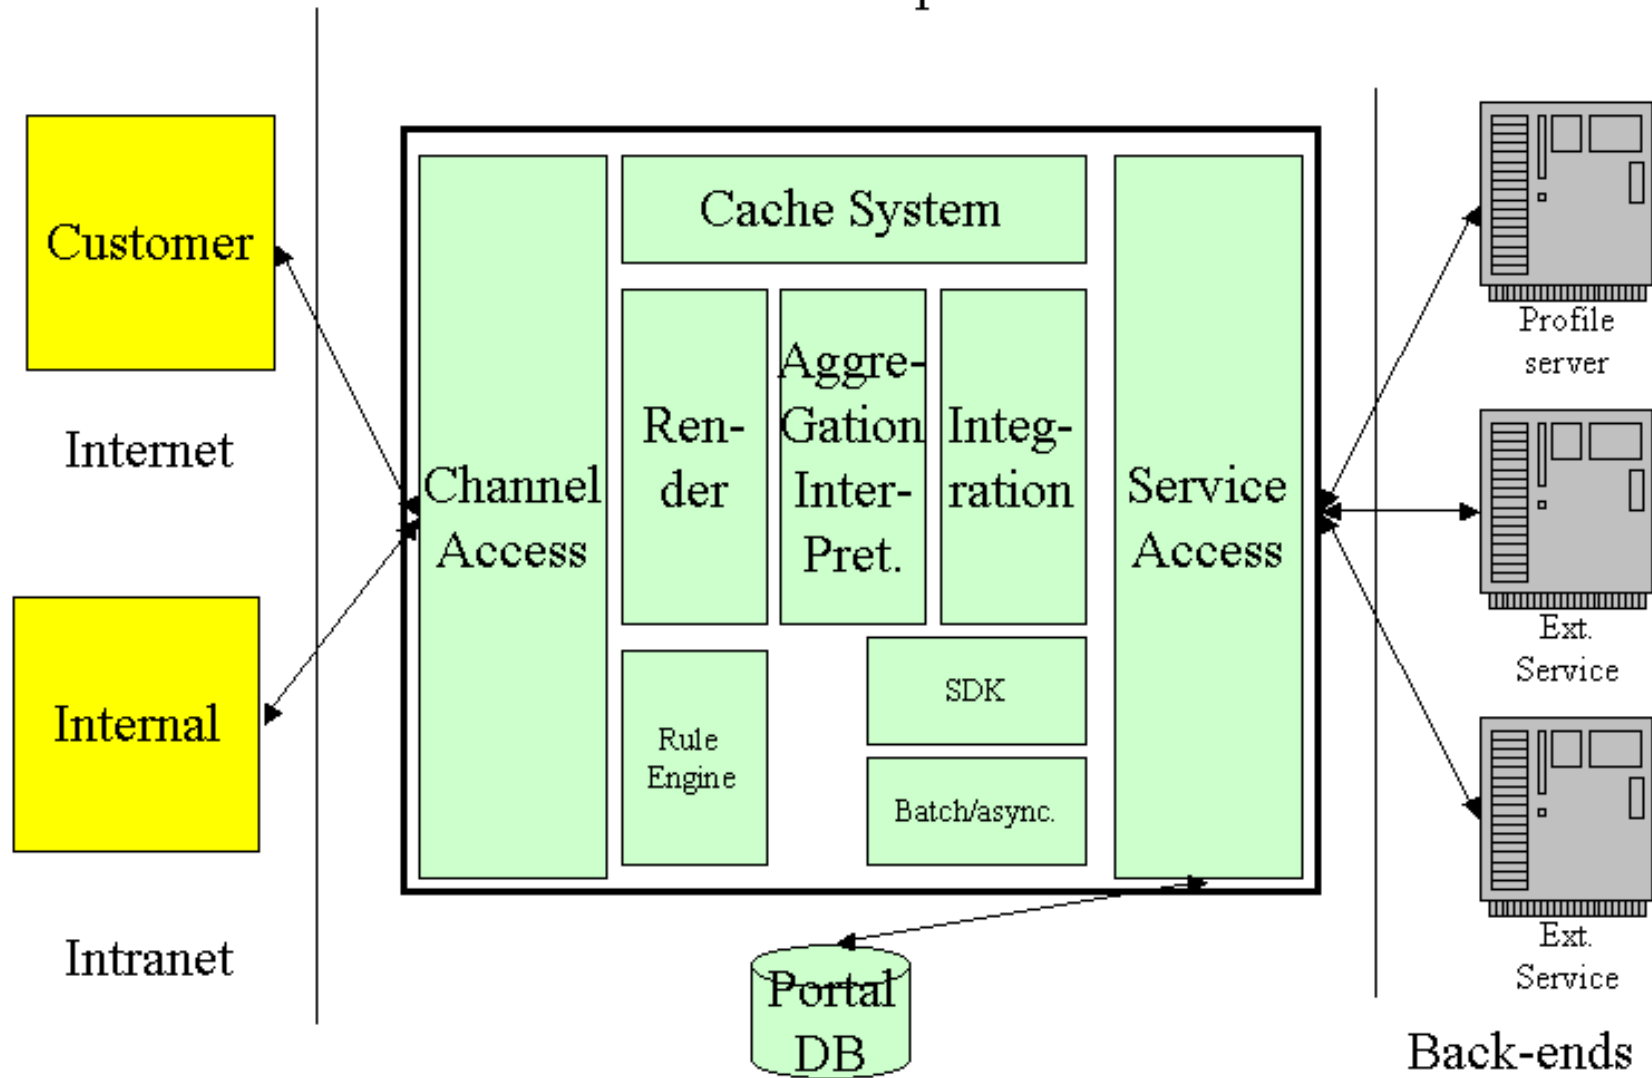 Customer
Internet
Internal
Intranet
Channel
Access
Cache System
Ren-
der
Aggre-
Gation
Inter-
Pret.
Integ-
ration
Rule
Engine
SDK
Batch/async.
Service
Access
Portal
DB
Profile
server
Ext.
Service
Ext.
Service
Back-ends